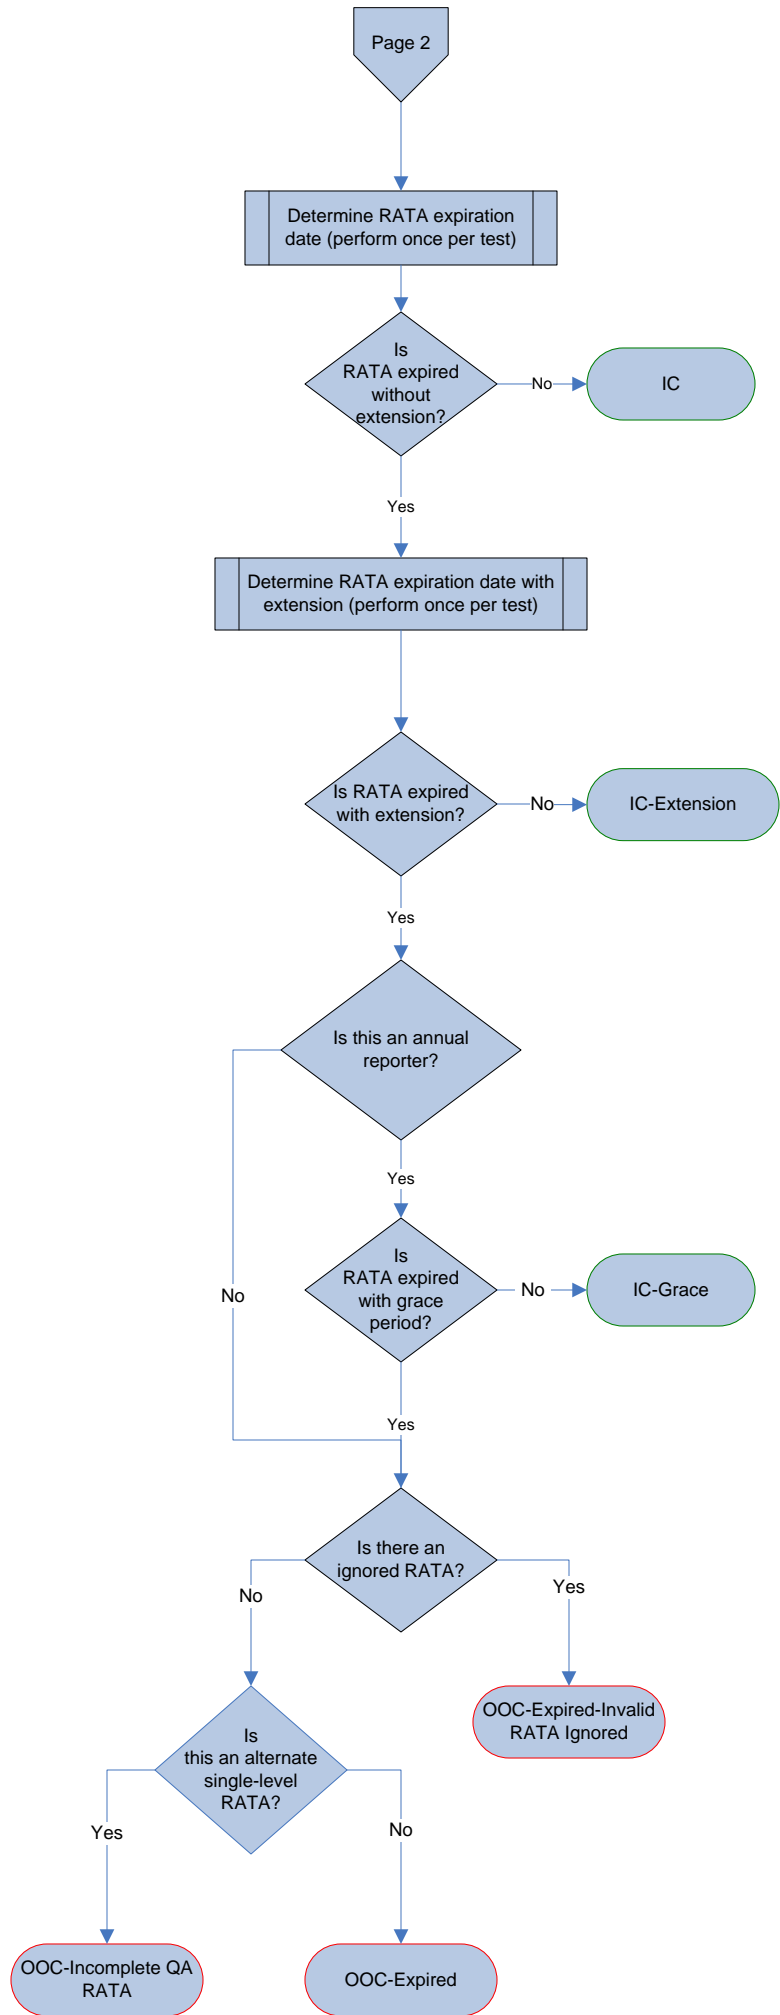 Page 2
Determine RATA expiration
date (perform once per test)
Is
RATA expired
without
extension?
No
IC
Yes
Determine RATA expiration date with
extension (perform once per test)
Is RATA expired
with extension?
No
IC-Extension
Yes
Is this an annual
reporter?
Yes
Is
RATA expired
with grace
period?
No
IC-Grace
No
Yes
Is there an
ignored RATA?
Yes
No
OOC-Expired-Invalid
RATA Ignored
Is
this an alternate
single-level
RATA?
Yes
No
OOC-Incomplete QA
RATA
OOC-Expired